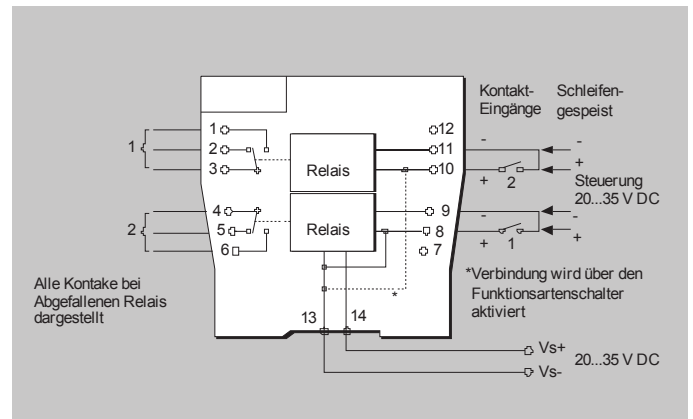 Kontakt-
Eingänge
Schleifen-
gespeist
1
2
3
1
Relais
12
11
10
-
+
2
-
+
Steuerung
20...35 V DC
4
5
6
2
Relais
9
8
7
-
+
1
-
+
*
*Verbindung wird über den
Funktionsartenschalter
aktiviert
Alle Kontake bei
Abgefallenen Relais
dargestellt
13
14
Vs+
Vs-
20...35 V DC